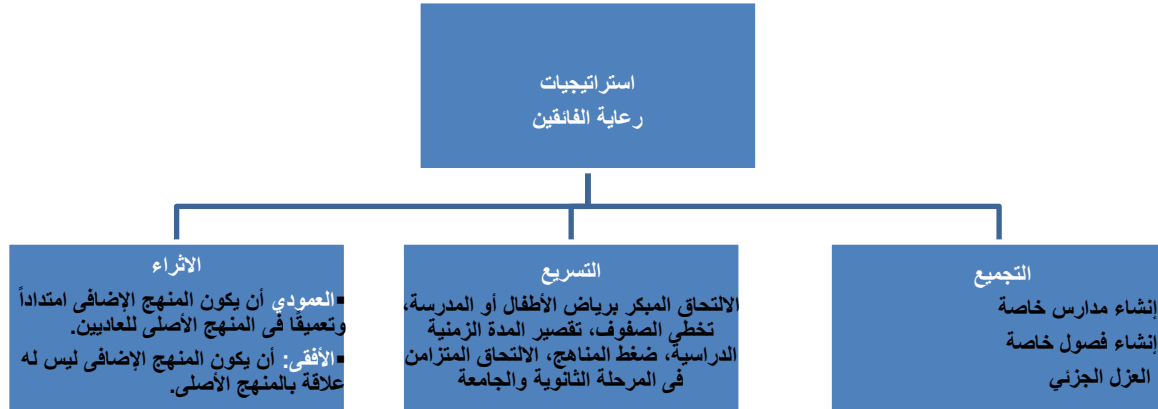 استراتيجيات
رعاية الفائقين
التجميع
إنشاء مدارس خاصة
إنشاء فصول خاصة
العزل الجزئي
التسريع
الالتحاق المبكر برياض الأطفال أو المدرسة،
تخطي الصفوف، تقصير المدة الزمنية
الدراسية، ضغط المناهج، الالتحاق المتزامن
فى المرحلة الثانوية والجامعة
الاثراء
▪العمودي أن يكون المنهج الإضافى امتداداً
وتعميقًا فى المنهج الأصلى للعاديين.
▪الأفقى: أن يكون المنهج الإضافى ليس له
علاقة بالمنهج الأصلى.